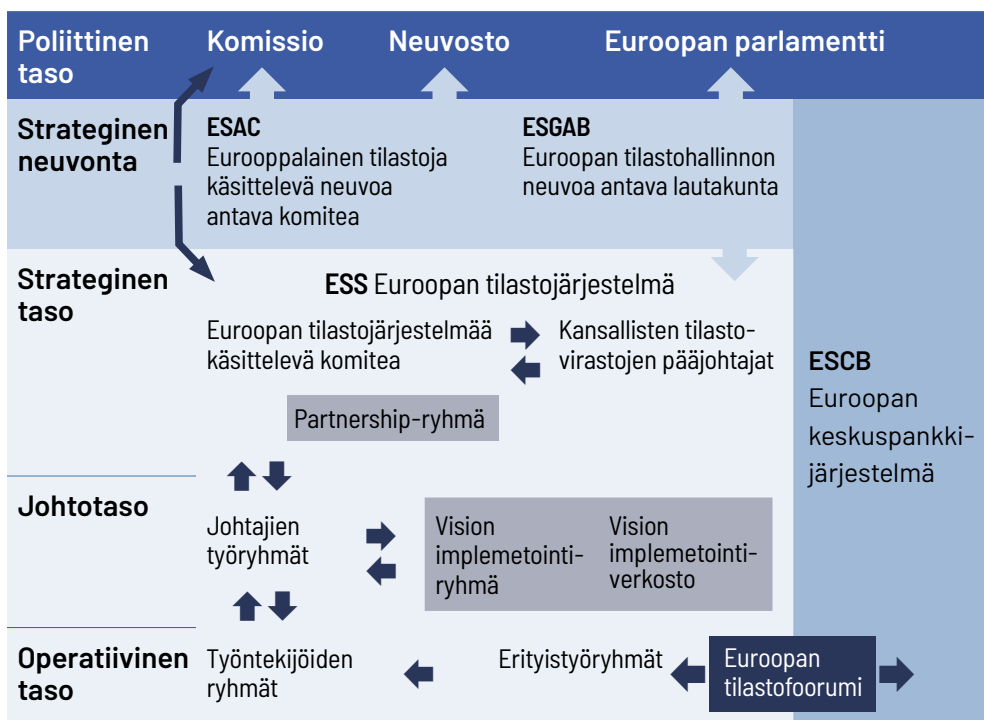 Poliittinen
taso
Komissio
Neuvosto
Euroopan parlamentti
Strateginen
neuvonta
ESAC
Eurooppalainen tilastoja
käsittelevä neuvoa
antava komitea
ESGAB
Euroopan tilastohallinnon
neuvoa antava lautakunta
Strateginen
taso
ESS Euroopan tilastojärjestelmä
Euroopan tilastojärjestelmää
käsittelevä komitea
Kansallisten tilasto-
virastojen pääjohtajat
Partnership-ryhmä
ESCB
Euroopan
keskuspankki-
järjestelmä
Johtotaso
Johtajien
työryhmät
Vision
implemetointi-
ryhmä
Vision
implemetointi-
verkosto
Operatiivinen
taso
Työntekijöiden
ryhmät
Erityistyöryhmät
Euroopan
tilastofoorumi